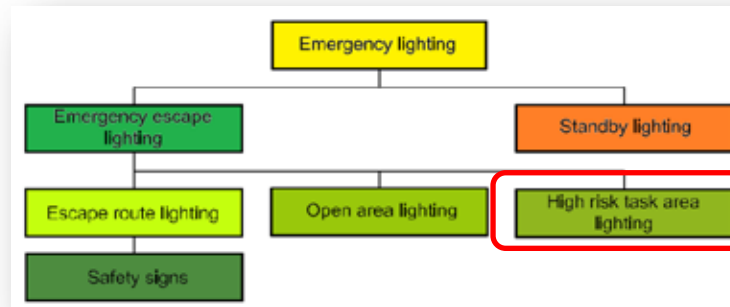 Emergency lighting
Emergency escape
lighting
Standby lighting
Escape route lighting
Open area lighting
High risk task area
lighting
Safety signs